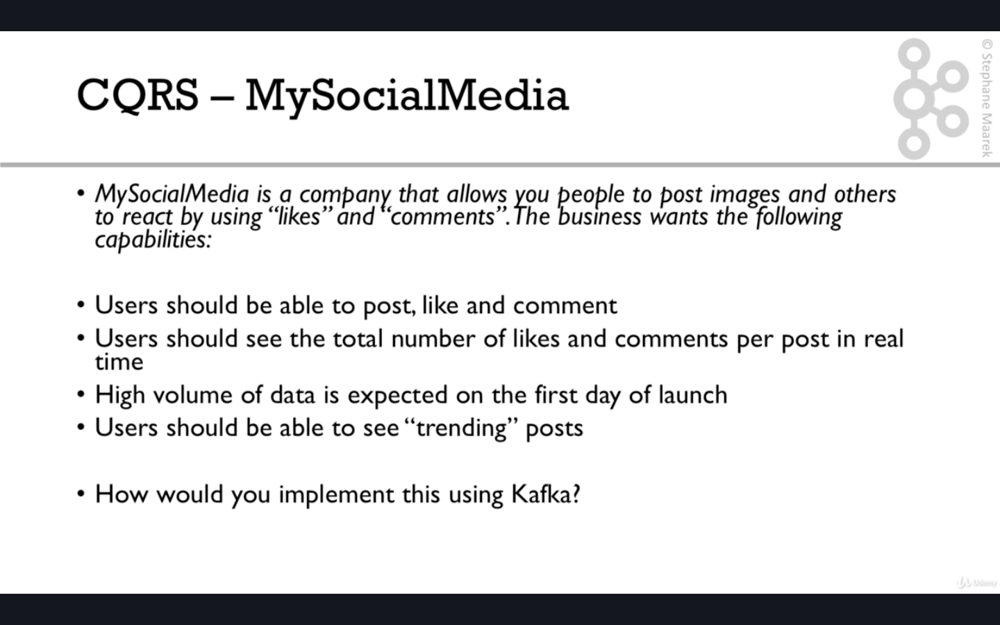 CQRS – MySocialMedia
© Stephane Maarek
• MySocialMedia is a company that allows you people to post images and others
to react by using “likes” and “comments”. The business wants the following
capabilities:
• Users should be able to post, like and comment
• Users should see the total number of likes and comments per post in real
time
• High volume of data is expected on the first day of launch
• Users should be able to see “trending” posts
• How would you implement this using Kafka?
Udemy